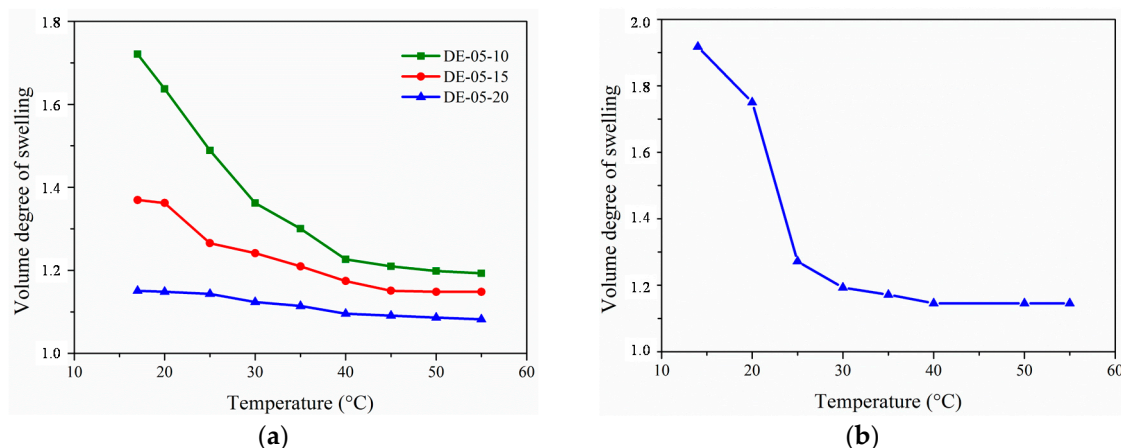 1.8
1.6
1.4
1.2
1.0
Volume degree of swelling
DE-05-10
DE-05-15
DE-05-20
10 20 30 40 50 60
Temperature (°C)
(a)
2.0
1.8
1.6
1.4
1.2
1.0
Volume degree of swelling
10 20 30 40 50 60
Temperature (°C)
(b)